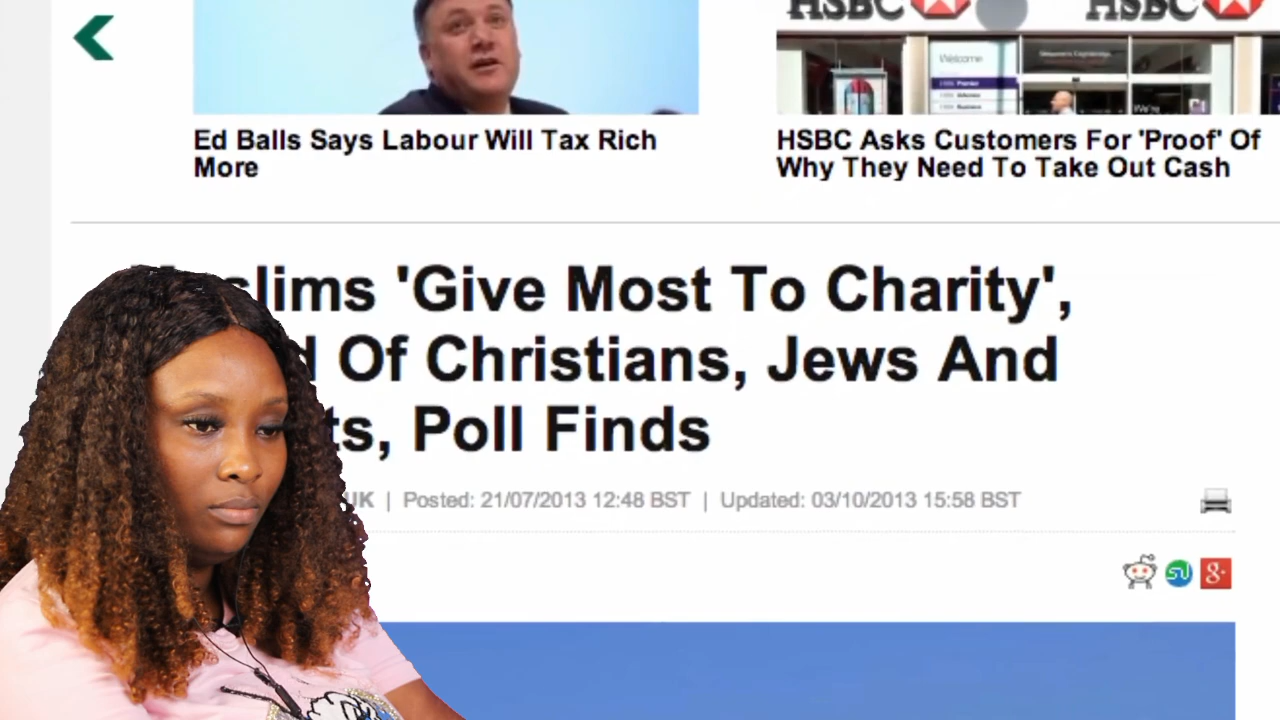 HSBC HSBC
Welcome
Ed Balls Says Labour Will Tax Rich
More
HSBC Asks Customers For 'Proof' Of
Why They Need To Take Out Cash
slims 'Give Most To Charity',
d Of Christians, Jews And
ts, Poll Finds
UK | Posted: 21/07/2013 12:48 BST | Updated: 03/10/2013 15:58 BST